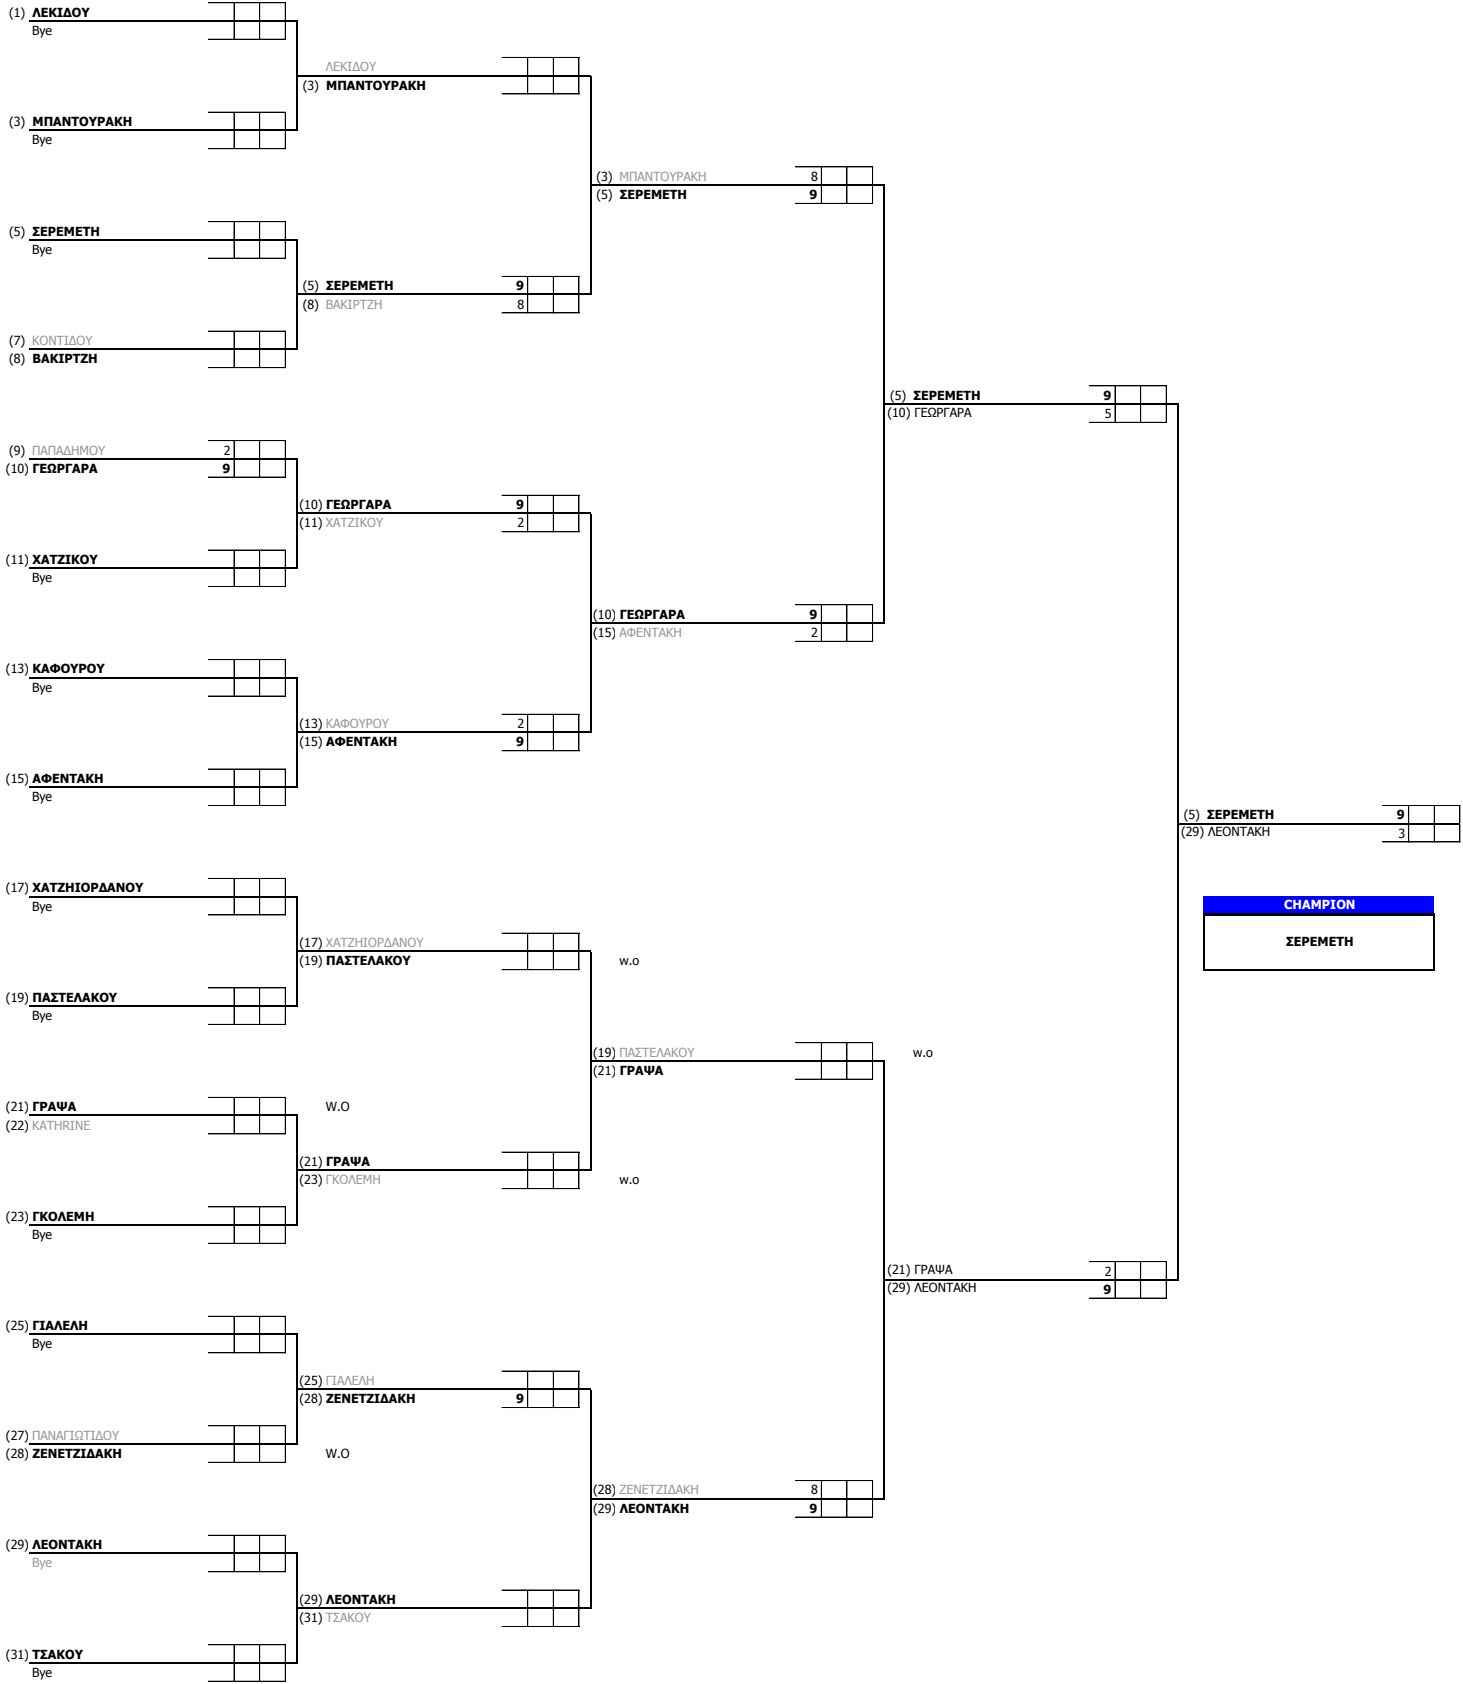 (1) ΛΕΚΙΔΟΥ
Bye
ΛΕΚΙΔΟΥ
(3) ΜΠΑΝΤΟΥΡΑΚΗ
(3) ΜΠΑΝΤΟΥΡΑΚΗ
Bye
(3) ΜΠΑΝΤΟΥΡΑΚΗ 8
(5) ΣΕΡΕΜΕΤΗ 9
(5) ΣΕΡΕΜΕΤΗ
Bye
(5) ΣΕΡΕΜΕΤΗ 9
(8) ΒΑΚΙΡΤΖΗ 8
(7) ΚΟΝΤΙΔΟΥ
(8) ΒΑΚΙΡΤΖΗ
(5) ΣΕΡΕΜΕΤΗ 9
(10) ΓΕΩΡΓΑΡΑ 5
(9) ΠΑΠΑΔΗΜΟΥ 2
(10) ΓΕΩΡΓΑΡΑ 9
(10) ΓΕΩΡΓΑΡΑ 9
(11) ΧΑΤΖΙΚΟΥ 2
(11) ΧΑΤΖΙΚΟΥ
Bye
(10) ΓΕΩΡΓΑΡΑ 9
(15) ΑΦΕΝΤΑΚΗ 2
(13) ΚΑΦΟΥΡΟΥ
Bye
(13) ΚΑΦΟΥΡΟΥ 2
(15) ΑΦΕΝΤΑΚΗ 9
(15) ΑΦΕΝΤΑΚΗ
Bye
(5) ΣΕΡΕΜΕΤΗ 9
(29) ΛΕΟΝΤΑΚΗ 3
(17) ΧΑΤΖΗΙΟΡΔΑΝΟΥ
Bye
CHAMPION
ΣΕΡΕΜΕΤΗ
(17) ΧΑΤΖΗΙΟΡΔΑΝΟΥ
(19) ΠΑΣΤΕΛΑΚΟΥ w.o
(19) ΠΑΣΤΕΛΑΚΟΥ
Bye
(19) ΠΑΣΤΕΛΑΚΟΥ w.o
(21) ΓΡΑΨΑ
(21) ΓΡΑΨΑ W.O
(22) KATHRINE
(21) ΓΡΑΨΑ
(23) ΓΚΟΛΕΜΗ w.o
(23) ΓΚΟΛΕΜΗ
Bye
(21) ΓΡΑΨΑ 2
(29) ΛΕΟΝΤΑΚΗ 9
(25) ΓΙΑΛΕΛΗ
Bye
(25) ΓΙΑΛΕΛΗ
(28) ΖΕΝΕΤΖΙΔΑΚΗ 9
(27) ΠΑΝΑΓΙΩΤΙΔΟΥ
(28) ΖΕΝΕΤΖΙΔΑΚΗ W.O
(28) ΖΕΝΕΤΖΙΔΑΚΗ 8
(29) ΛΕΟΝΤΑΚΗ 9
(29) ΛΕΟΝΤΑΚΗ
Bye
(29) ΛΕΟΝΤΑΚΗ
(31) ΤΣΑΚΟΥ
(31) ΤΣΑΚΟΥ
Bye